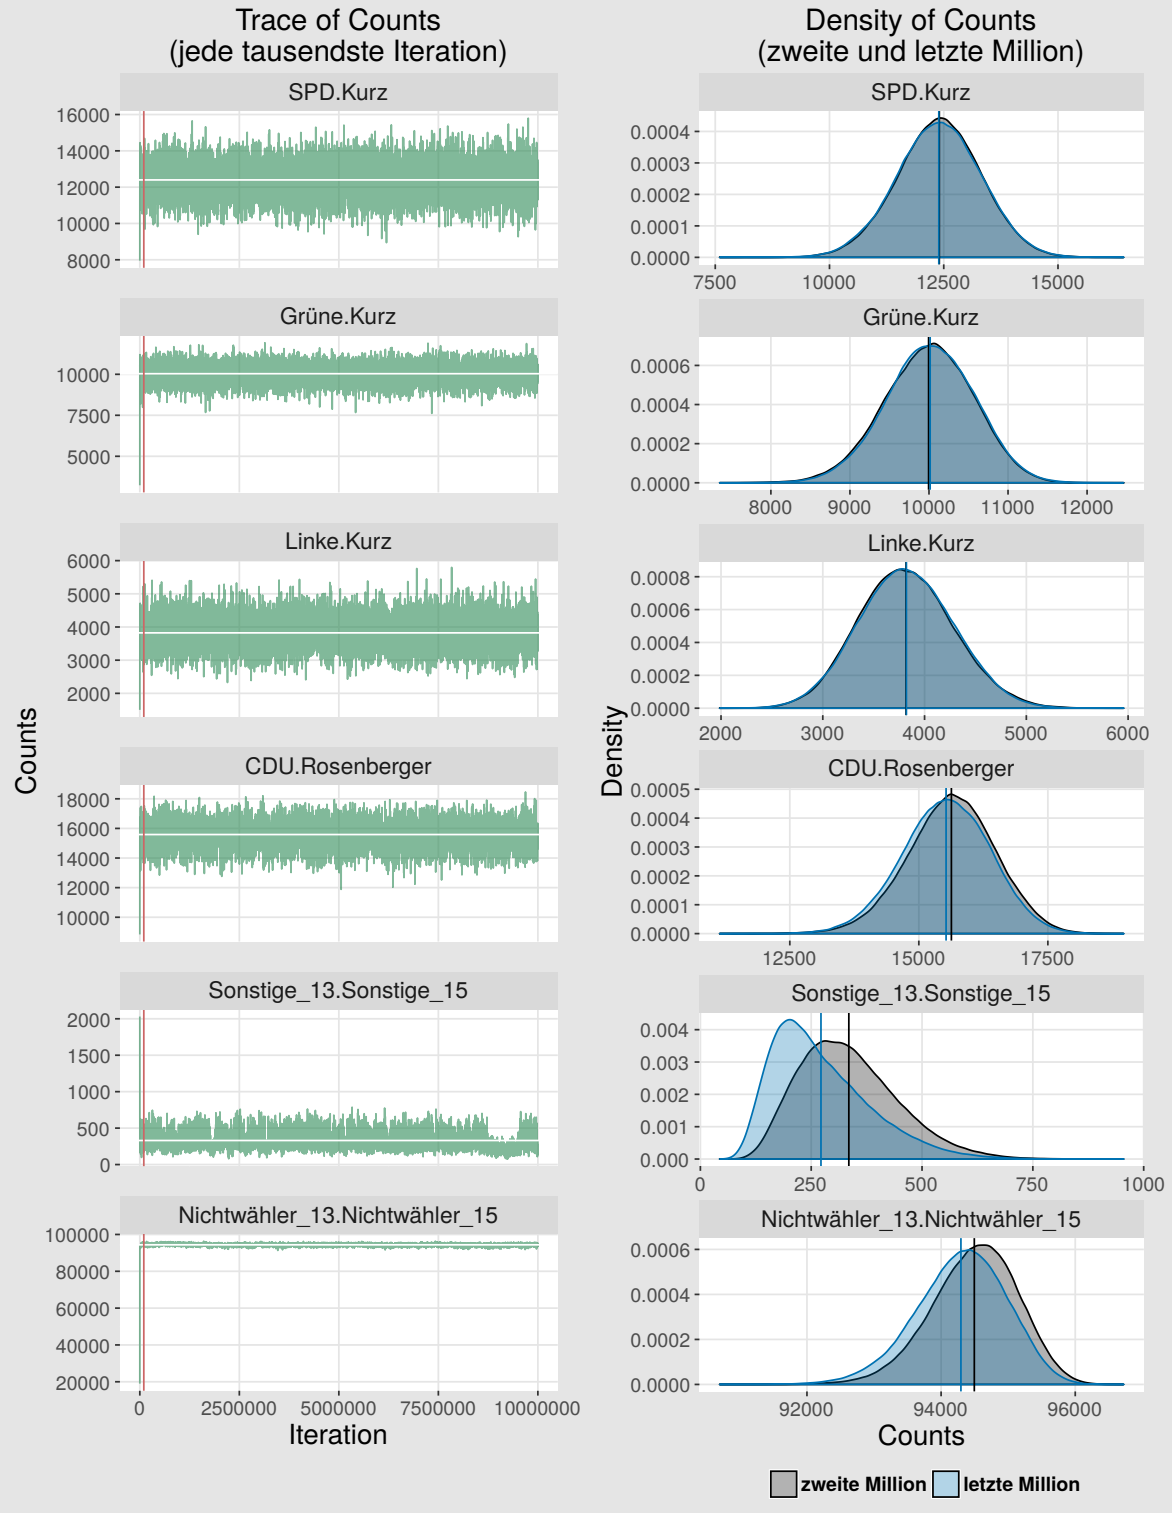 Trace of Counts
(jede tausendste Iteration)
SPD.Kurz
16000
14000
12000
10000
8000
Grüne.Kurz
10000
7500
5000
Linke.Kurz
6000
5000
4000
3000
2000
CDU.Rosenberger
18000
16000
14000
12000
10000
Sonstige_13.Sonstige_15
2000
1500
1000
500
0
Nichtwähler_13.Nichtwähler_15
100000
80000
60000
40000
20000
0 2500000 5000000 7500000 10000000
Iteration
Counts
Density of Counts
(zweite und letzte Million)
SPD.Kurz
0.0004
0.0003
0.0002
0.0001
0.0000
7500 10000 12500 15000
Grüne.Kurz
0.0006
0.0004
0.0002
0.0000
8000 9000 10000 11000 12000
Linke.Kurz
0.0008
0.0006
0.0004
0.0002
0.0000
2000 3000 4000 5000 6000
CDU.Rosenberger
0.0005
0.0004
0.0003
0.0002
0.0001
0.0000
12500 15000 17500
Sonstige_13.Sonstige_15
0.004
0.003
0.002
0.001
0.000
0 250 500 750 1000
Nichtwähler_13.Nichtwähler_15
0.0006
0.0004
0.0002
0.0000
92000 94000 96000
Counts
Density
zweite Million letzte Million